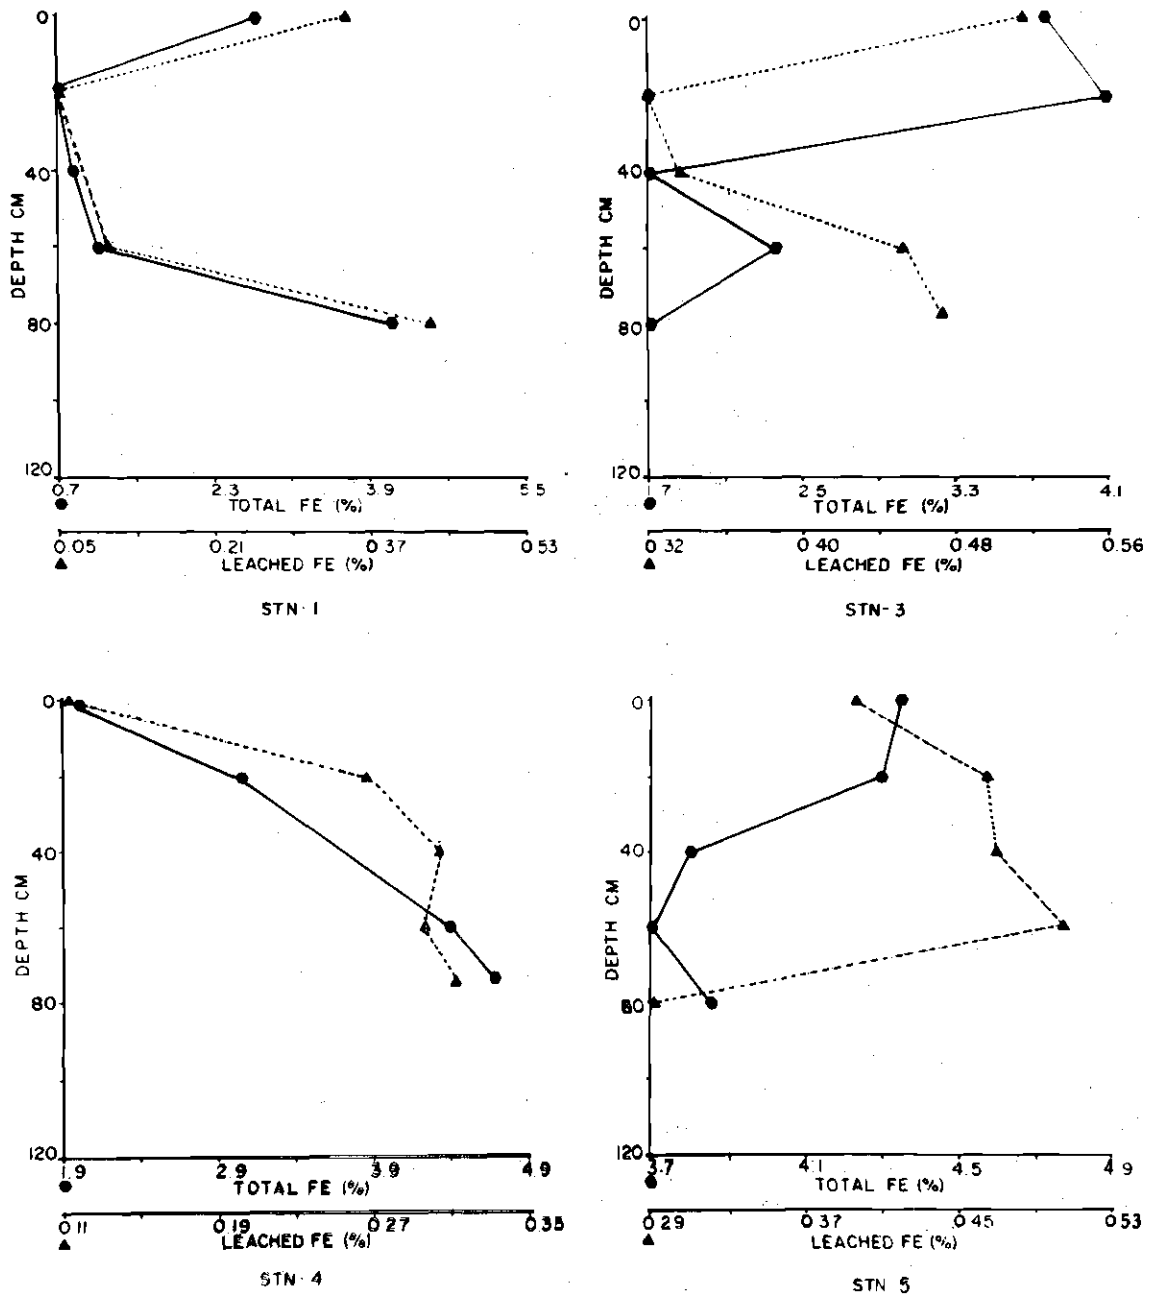 0
40
80
120
DEPTH CM
0.7 2.3 3.9 5.5
TOTAL FE (%)
0.05 0.21 0.37 0.53
LEACHED FE (%)
STN 1
0
40
80
120
DEPTH CM
1.7 2.5 3.3 4.1
TOTAL FE (%)
0.32 0.40 0.48 0.56
LEACHED FE (%)
STN-3
0
40
80
120
DEPTH CM
1.9 2.9 3.9 4.9
TOTAL FE (%)
0.11 0.19 0.27 0.35
LEACHED FE (%)
STN 4
0
40
80
120
DEPTH CM
3.7 4.1 4.5 4.9
TOTAL FE (%)
0.29 0.37 0.45 0.53
LEACHED FE (%)
STN 5